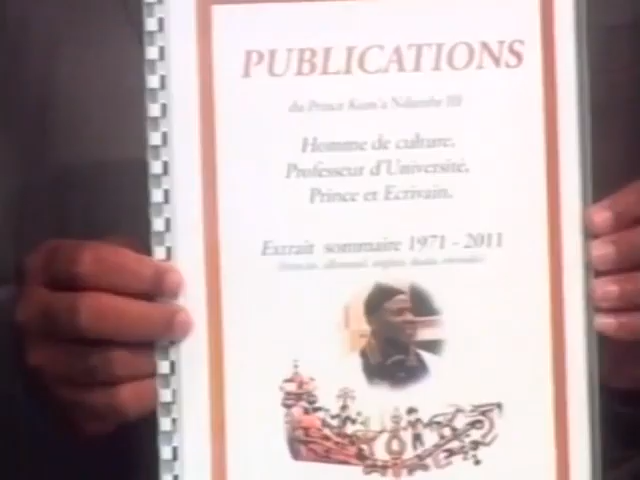 PUBLICATIONS
du Prince Kum'a Ndumbe III
Homme de culture,
Professeur d'Université,
Prince et Ecrivain,
Extrait sommaire 1971 - 2011